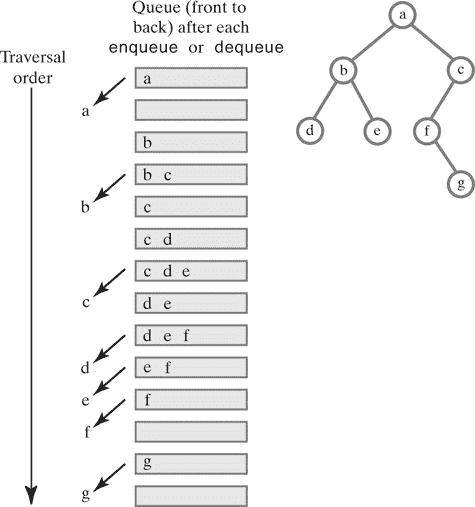 Queue (front to
back) after each
enqueue or dequeue
Traversal
order
a
a
b
b c
b
c
c d
c d e
c
d e
d e f
d
e f
e
f
f
g
g
a
b
c
d
e
f
g